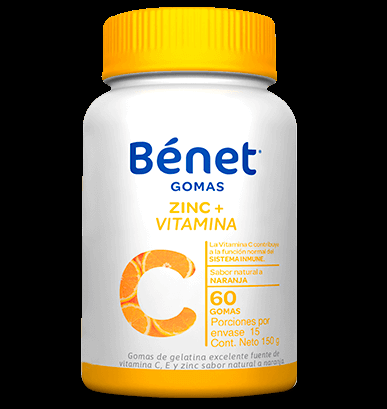 Bénet
GOMAS
ZINC +
VITAMINA
C
La Vitamina C contribuye
a la función normal del
SISTEMA INMUNE.
Sabor natural a
NARANJA
60
GOMAS
Porciones por
envase 15
Cont. Neto 150 g
Gomas de gelatina excelente fuente de
vitamina C, E y zinc sabor natural a naranja